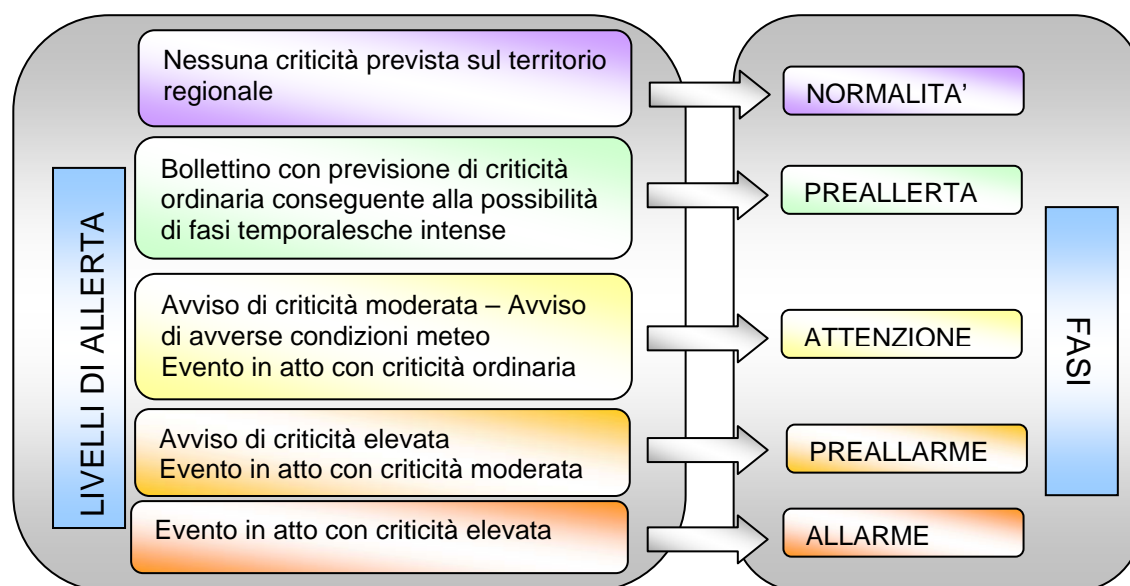 LIVELLI DI ALLERTA
Nessuna criticità prevista sul territorio
regionale
NORMALITA'
Bollettino con previsione di criticità
ordinaria conseguente alla possibilità
di fasi temporalesche intense
PREALLERTA
Avviso di criticità moderata – Avviso
di avverse condizioni meteo
Evento in atto con criticità ordinaria
ATTENZIONE
Avviso di criticità elevata
Evento in atto con criticità moderata
PREALLARME
Evento in atto con criticità elevata
ALLARME
FASI